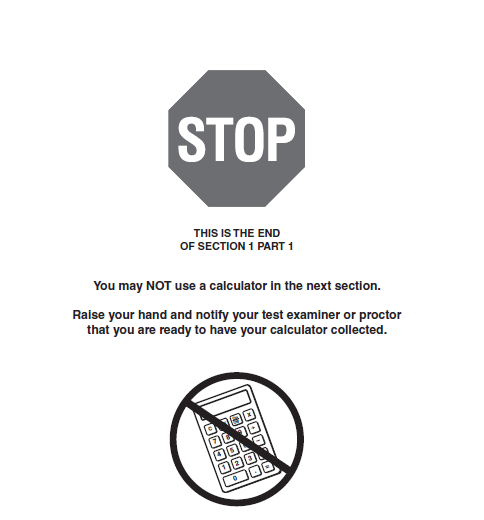 STOP
THIS IS THE END
OF SECTION 1 PART 1
You may NOT use a calculator in the next section.
Raise your hand and notify your test examiner or proctor
that you are ready to have your calculator collected.